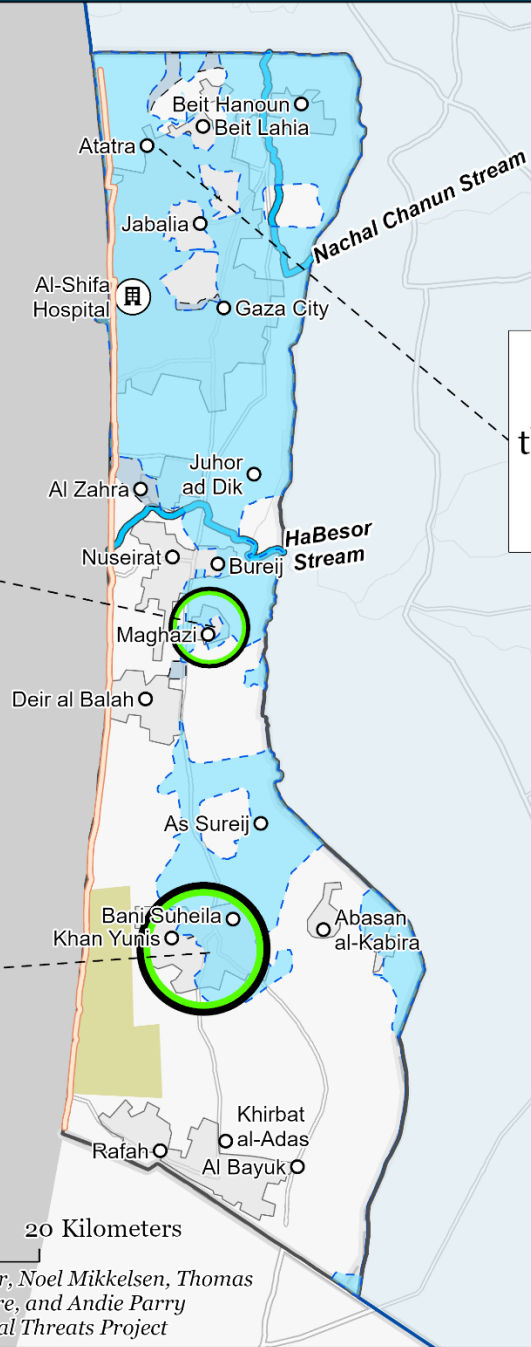 Beit Hanoun
Beit Lahia
Atatra
Nachal Chanun Stream
Jabalia
Al-Shifa
Hospital
Gaza City
Juhor
ad Dik
Al Zahra
HaBesor
Stream
Nuseirat
Bureij
Maghazi
Deir al Balah
As Sureij
Bani Suheila
Khan Yunis
Abasan
al-Kabira
Khirbat
al-Adas
Rafah
Al Bayuk
20 Kilometers
Noel Mikkelsen, Thomas
and Andie Parry
Threats Project